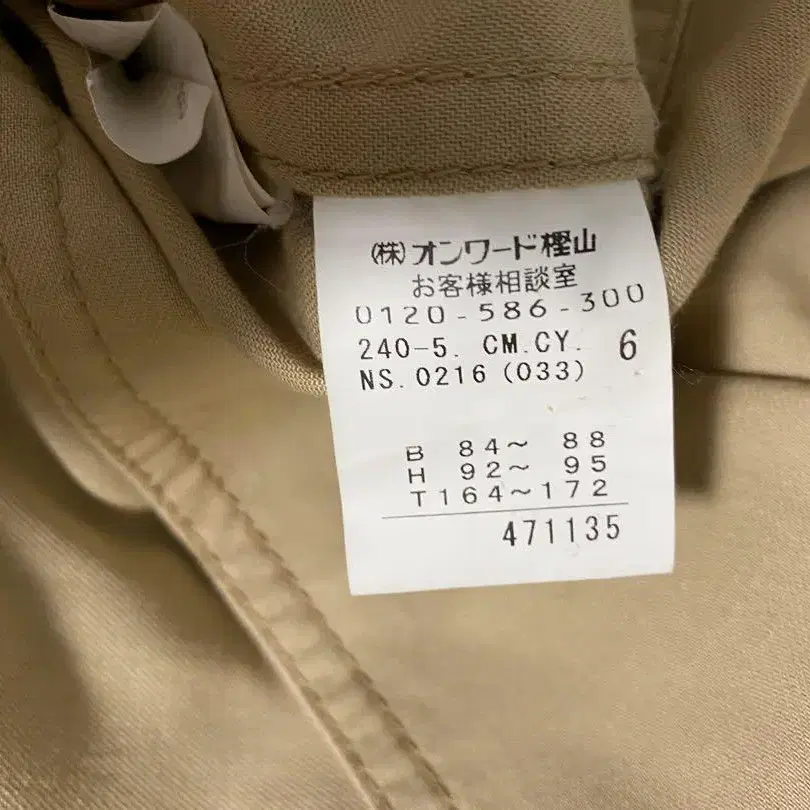 (株)オンワード樫山
お客様相談室
0120-586-300
240-5. CM.CY. 6
NS.0216(033)
B 84～ 88
H 92～ 95
T164～172
471135